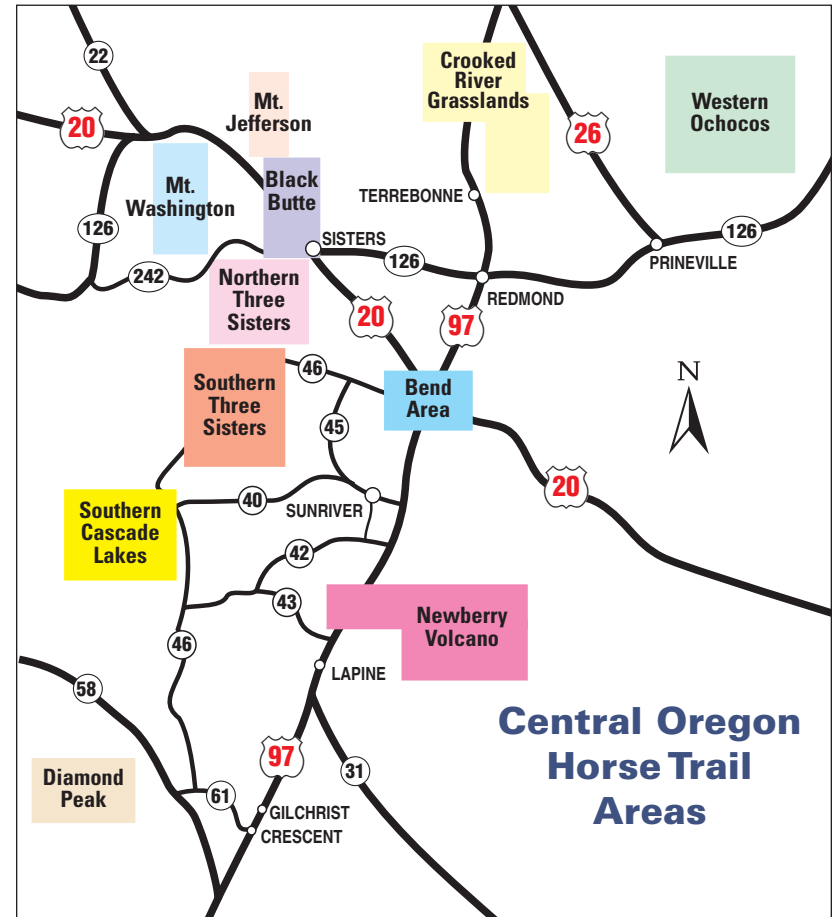 22
20
Mt.
Jefferson
Crooked
River
Grasslands
26
Western
Ochocos
Mt.
Washington
Black
Butte
TERREBONNE
126
SISTERS
126
126
PRINEVILLE
242
Northern
Three
Sisters
REDMOND
20
97
46
Southern
Three
Sisters
Bend
Area
N
45
20
40
SUNRIVER
Southern
Cascade
Lakes
42
43
Newberry
Volcano
46
LAPINE
58
Central Oregon
Horse Trail
Areas
97
31
Diamond
Peak
61
GILCHRIST
CRESCENT